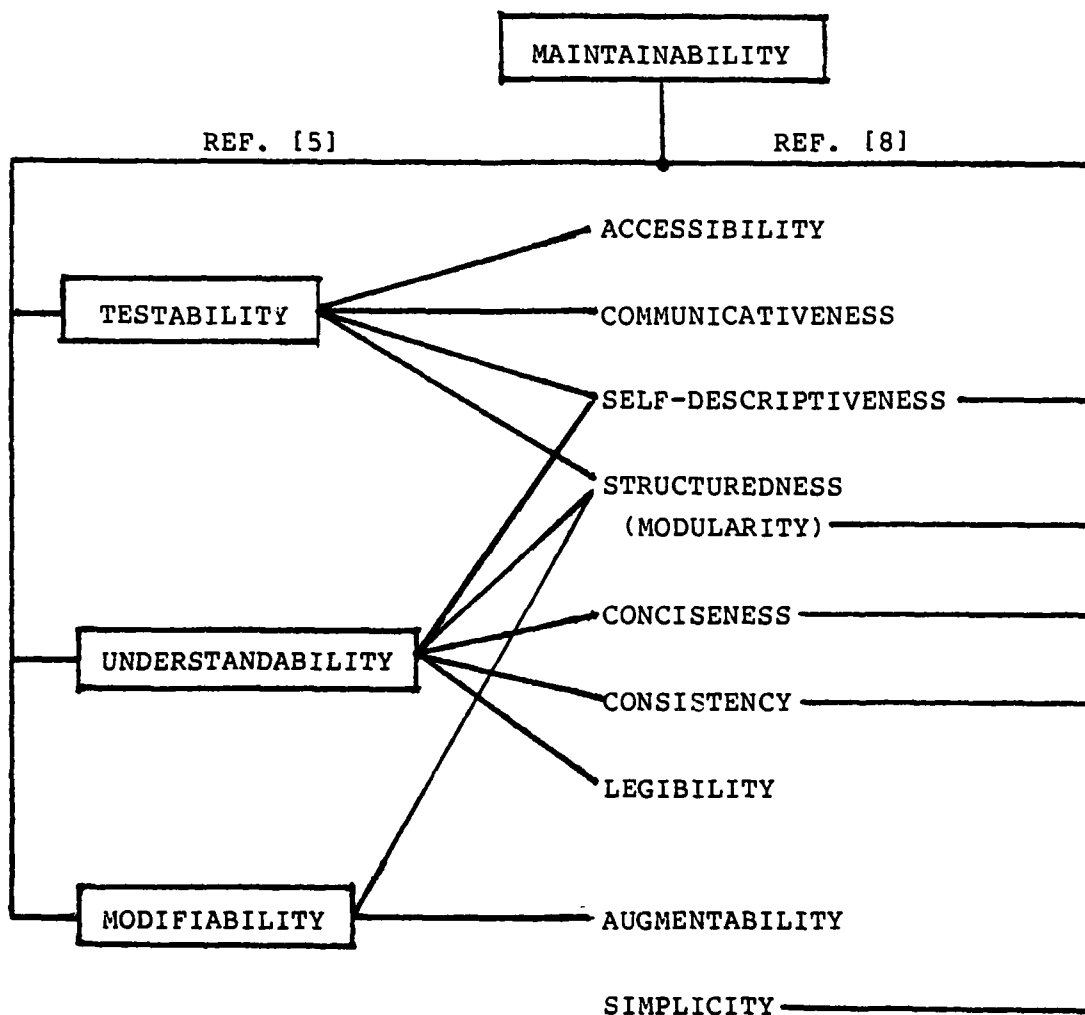 MAINTAINABILITY
REF. [5]
REF. [8]
ACCESSIBILITY
TESTABILITY
COMMUNICATIVENESS
SELF-DESCRIPTIVENESS
STRUCTUREDNESS
(MODULARITY)
CONCISENESS
UNDERSTANDABILITY
CONSISTENCY
LEGIBILITY
MODIFIABILITY
AUGMENTABILITY
SIMPLICITY